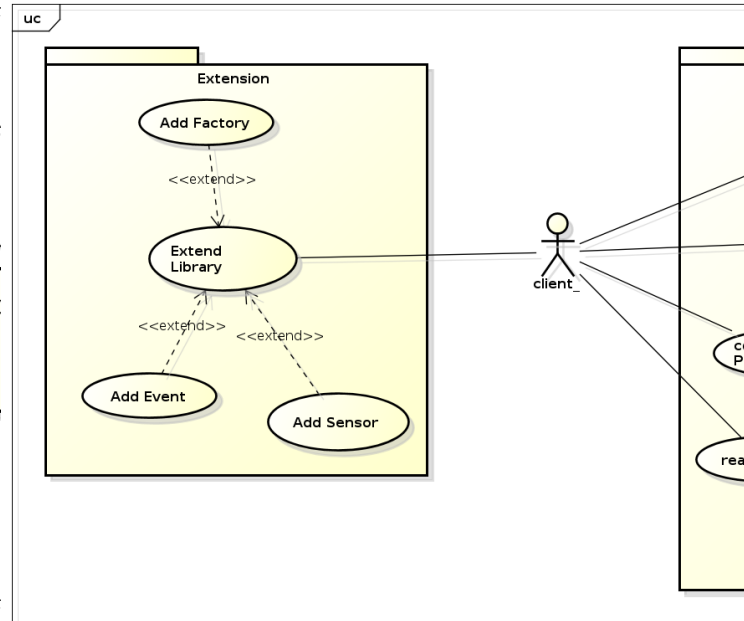 uc
Extension
Add Factory
<<extend>>
Extend
Library
client_
<<extend>>
<<extend>>
Add Event
Add Sensor